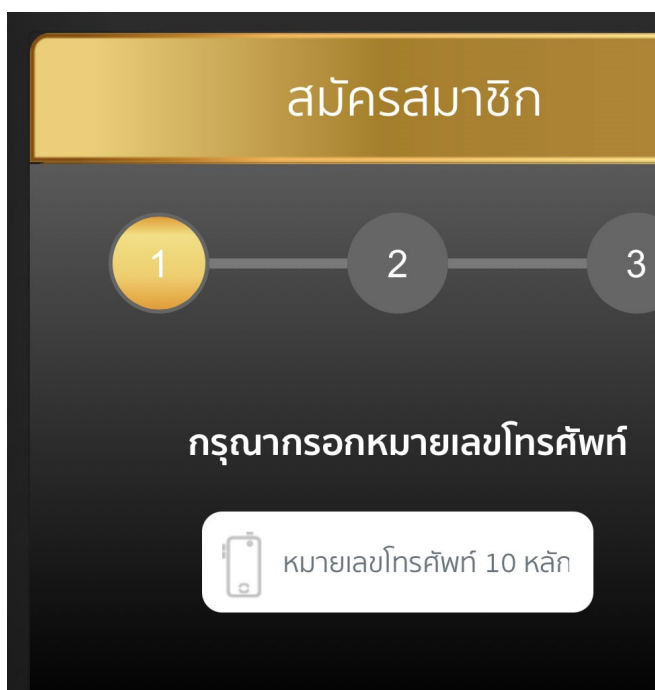 สมัครสมาชิก
1 2 3
กรุณากรอกหมายเลขโทรศัพท์
หมายเลขโทรศัพท์ 10 หลัก